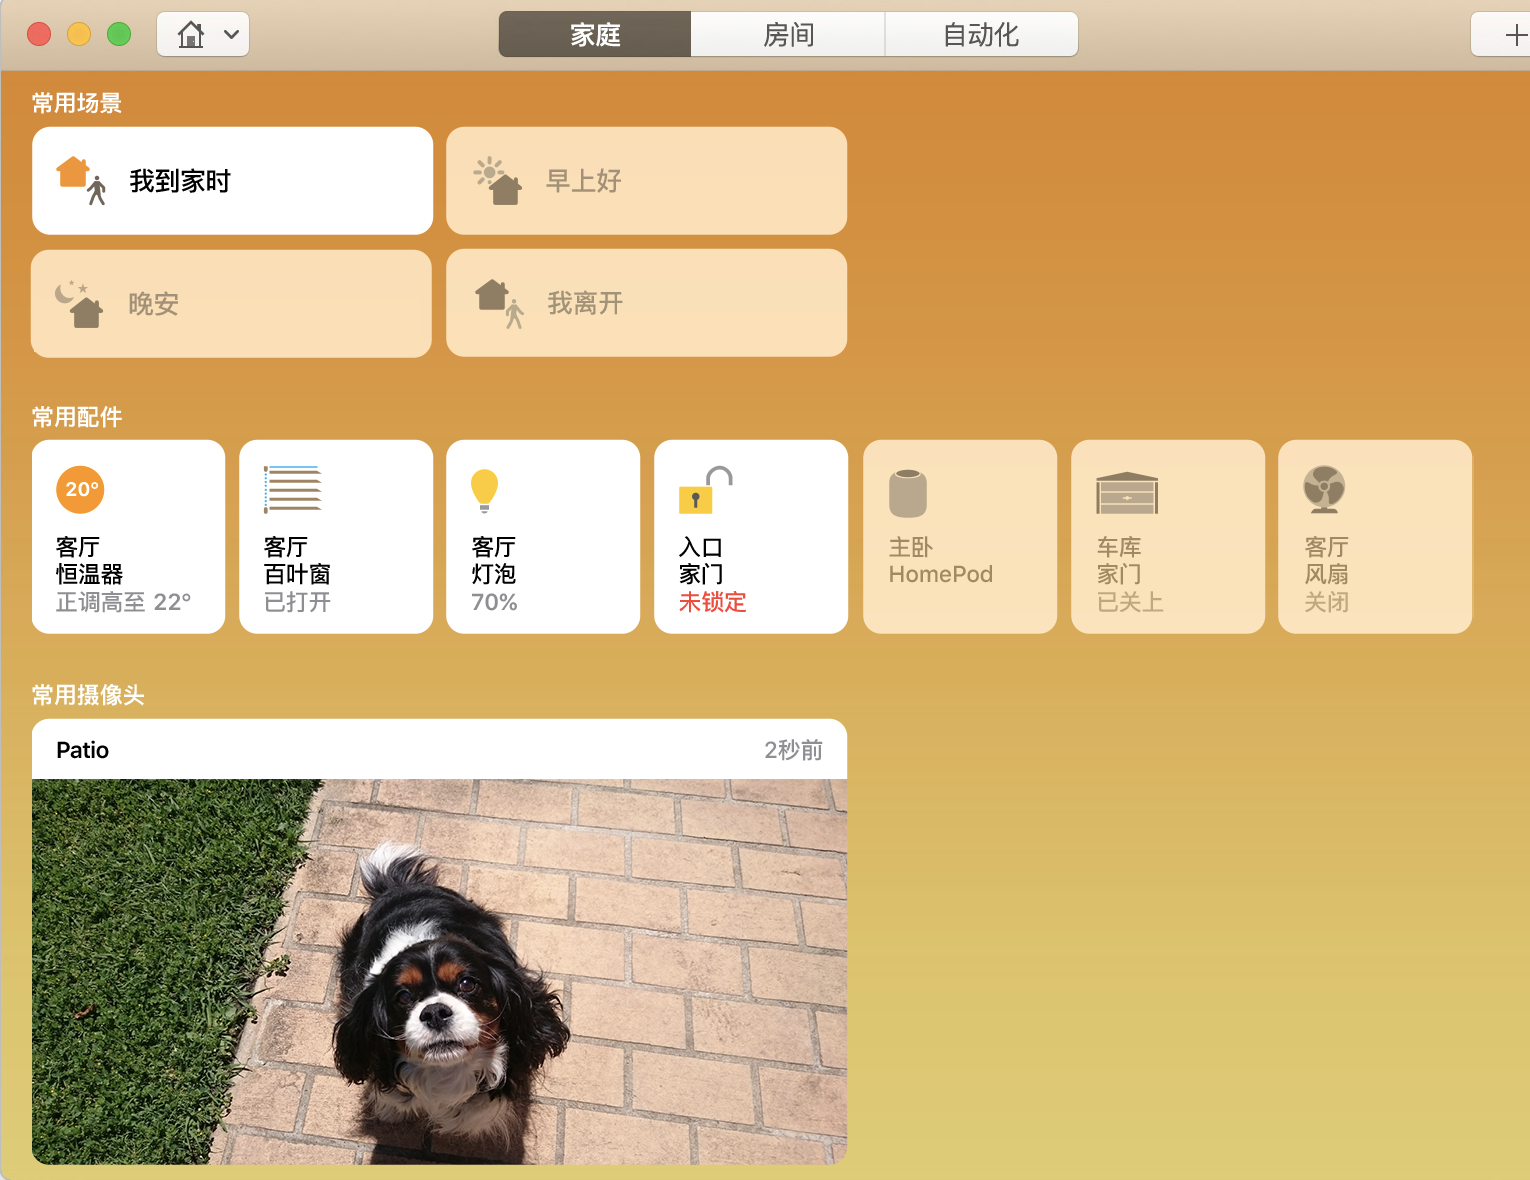 家庭
房间
自动化
常用场景
我到家时
早上好
晚安
我离开
常用配件
20°
客厅
恒温器
正调高至 22°
客厅
百叶窗
已打开
客厅
灯泡
70%
入口
家门
未锁定
主卧
HomePod
车库
家门
已关上
客厅
风扇
关闭
常用摄像头
Patio
2秒前